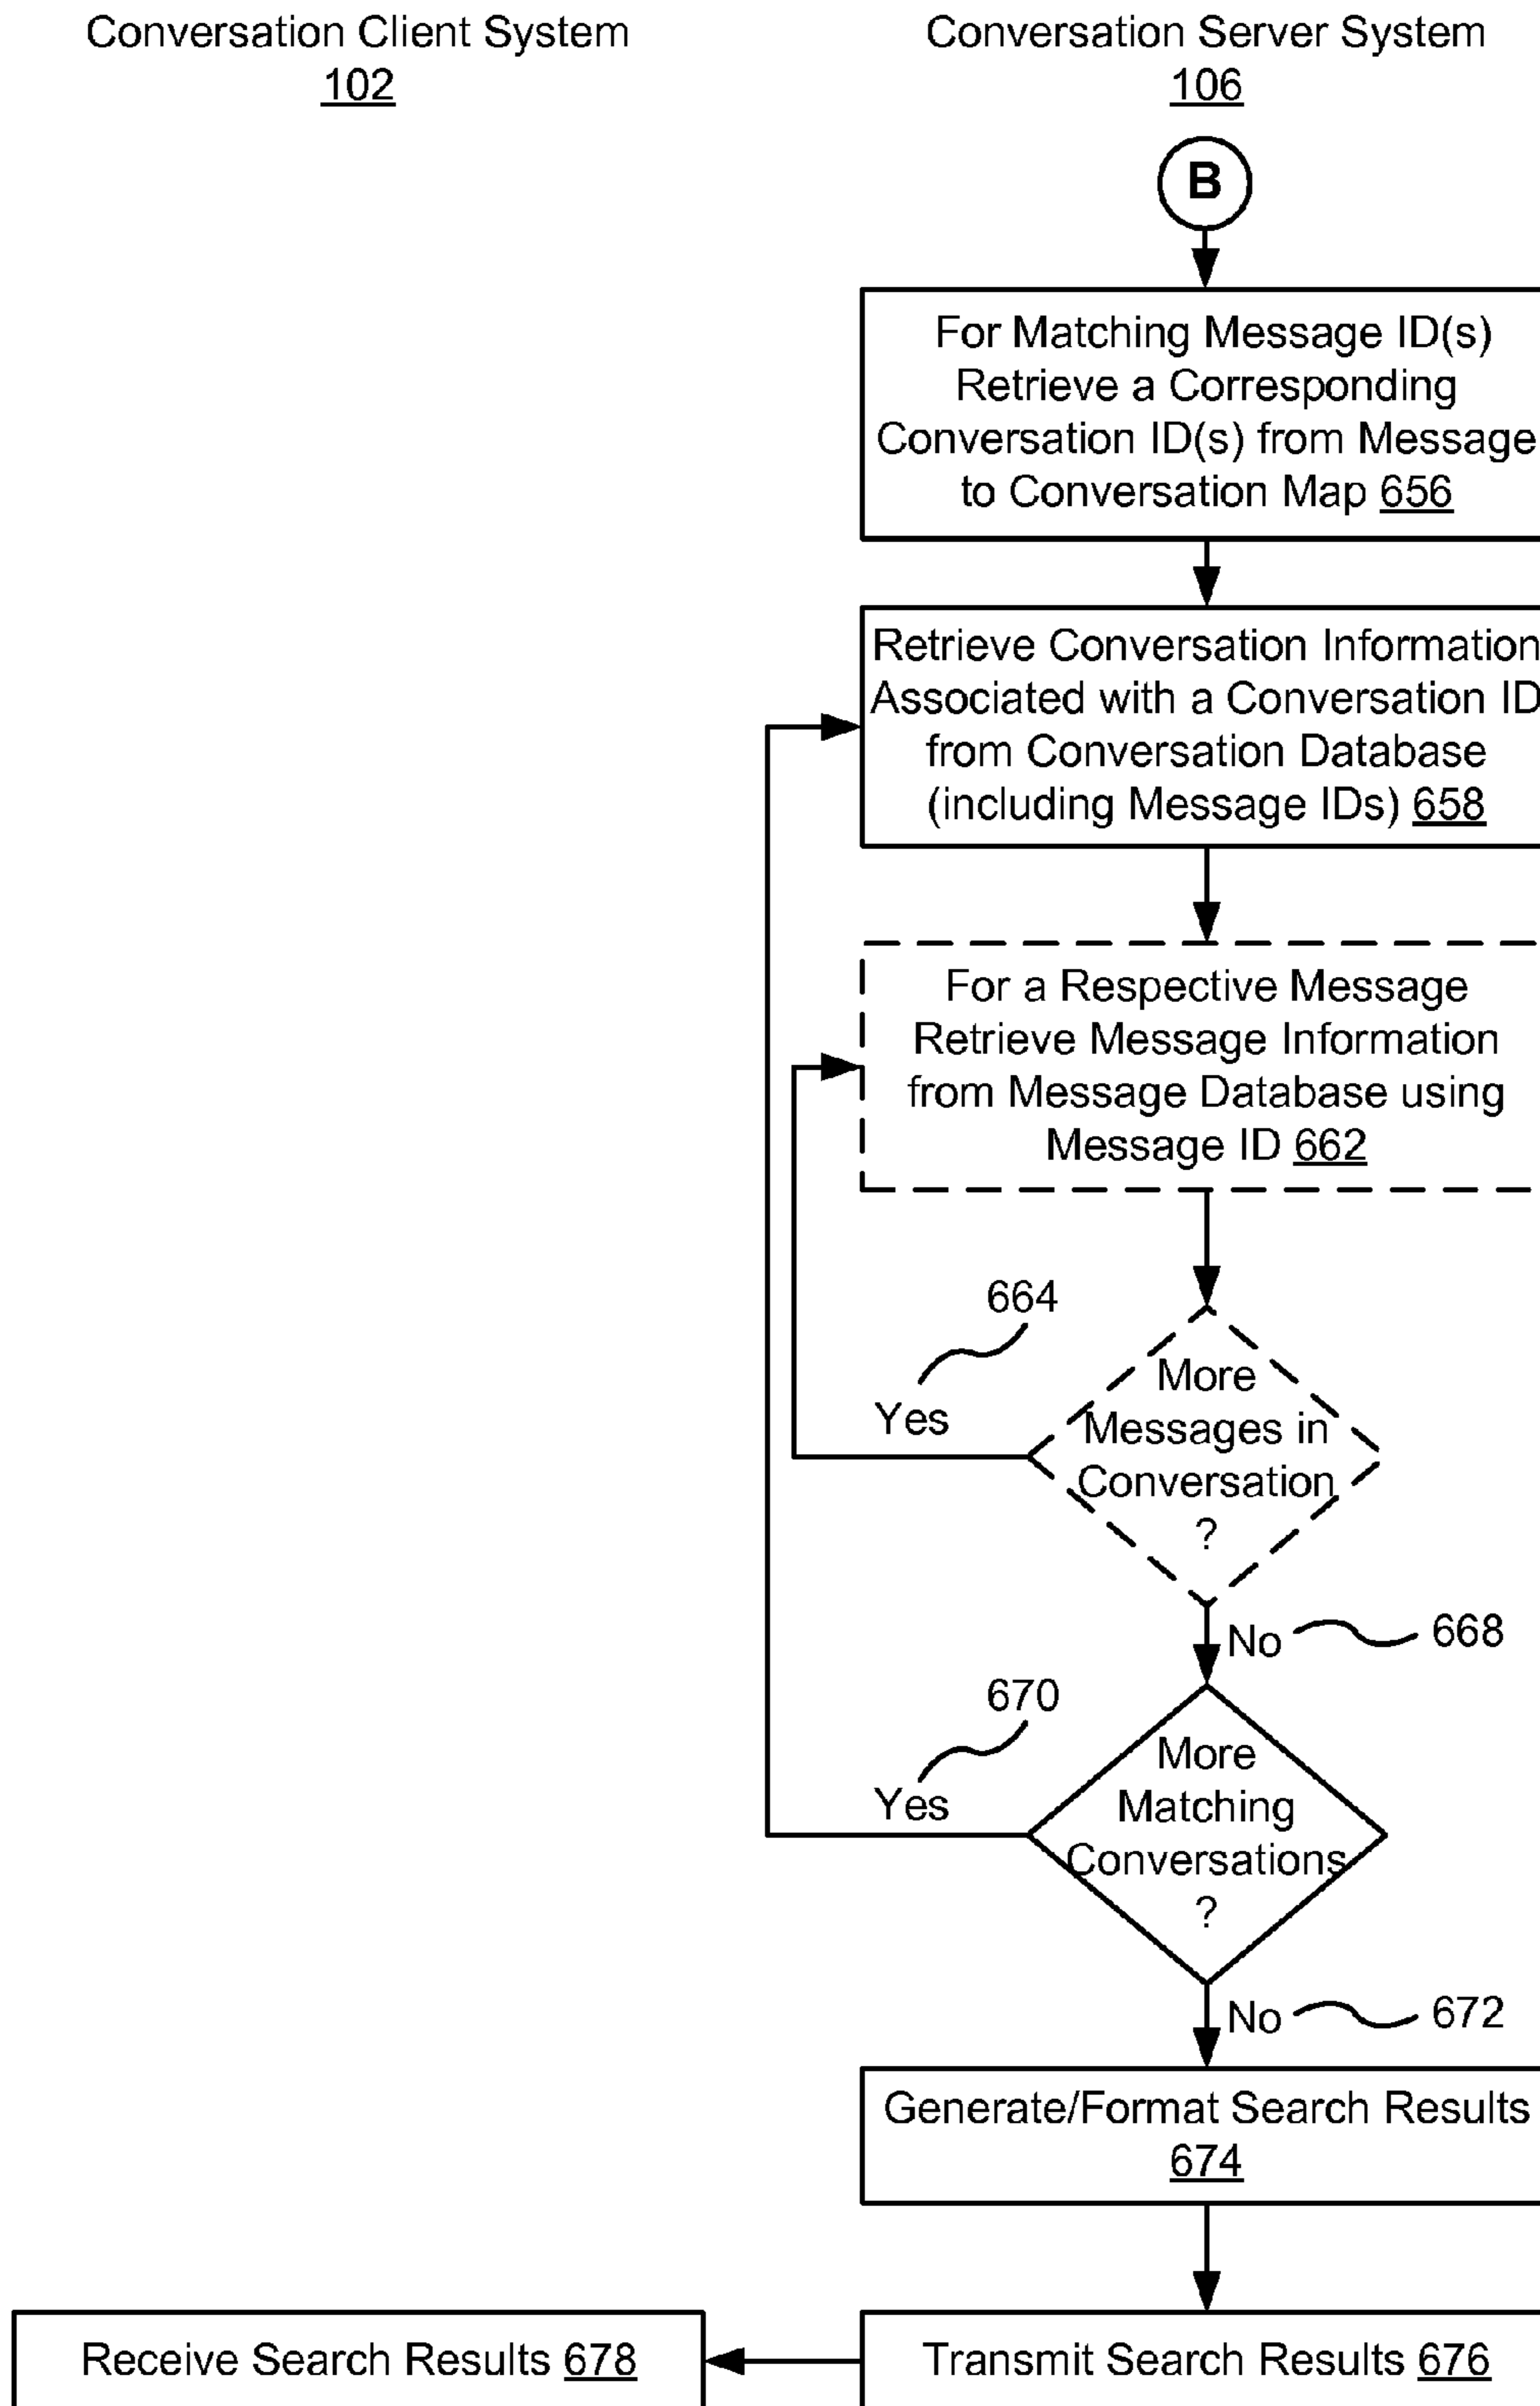 Conversation Client System
102
Conversation Server System
106
B
For Matching Message ID(s)
Retrieve a Corresponding
Conversation ID(s) from Message
to Conversation Map 656
Retrieve Conversation Information
Associated with a Conversation ID
from Conversation Database
(including Message IDs) 658
For a Respective Message
Retrieve Message Information
from Message Database using
Message ID 662
664
Yes
More
Messages in
Conversation
?
No
668
670
Yes
More
Matching
Conversations
?
No
672
Generate/Format Search Results
674
Receive Search Results 678
Transmit Search Results 676